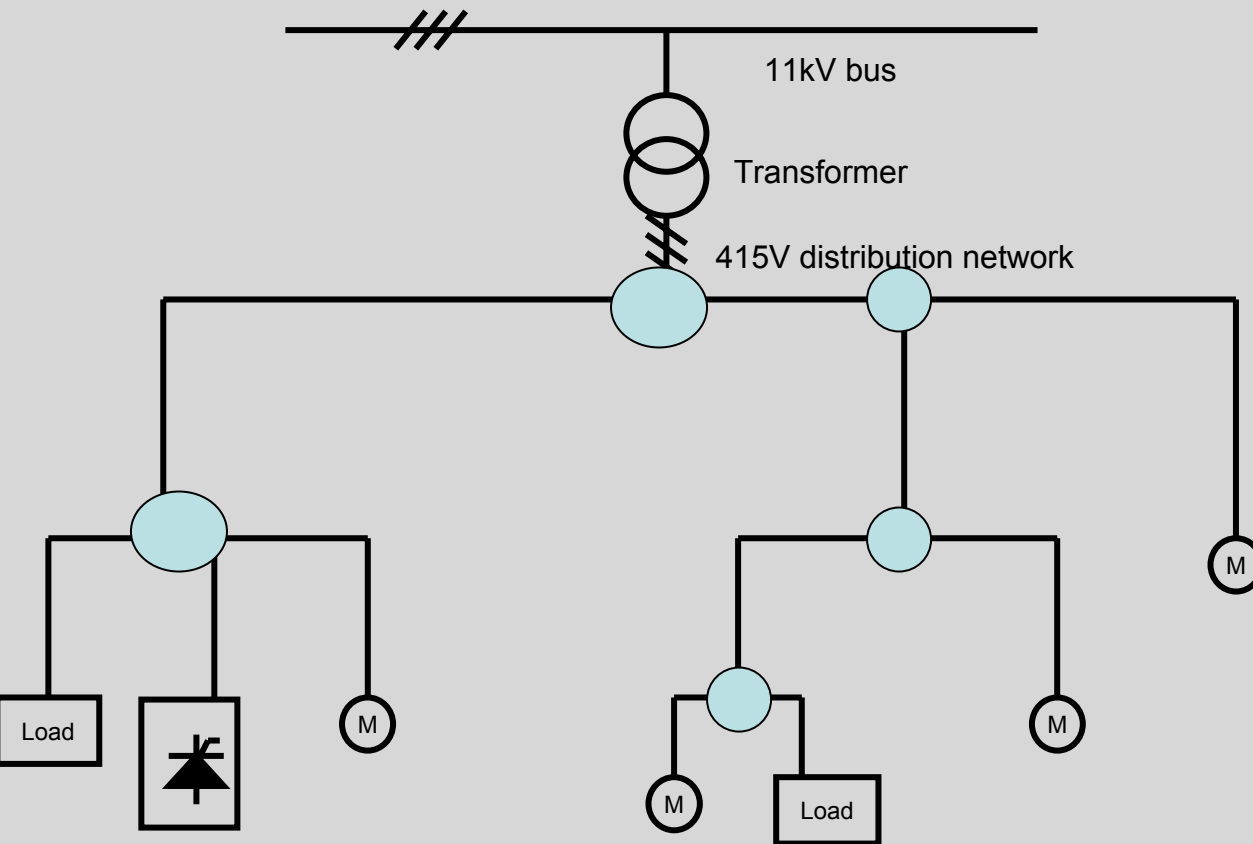 11kV bus
Transformer
415V distribution network
M
Load
M
M
M
Load